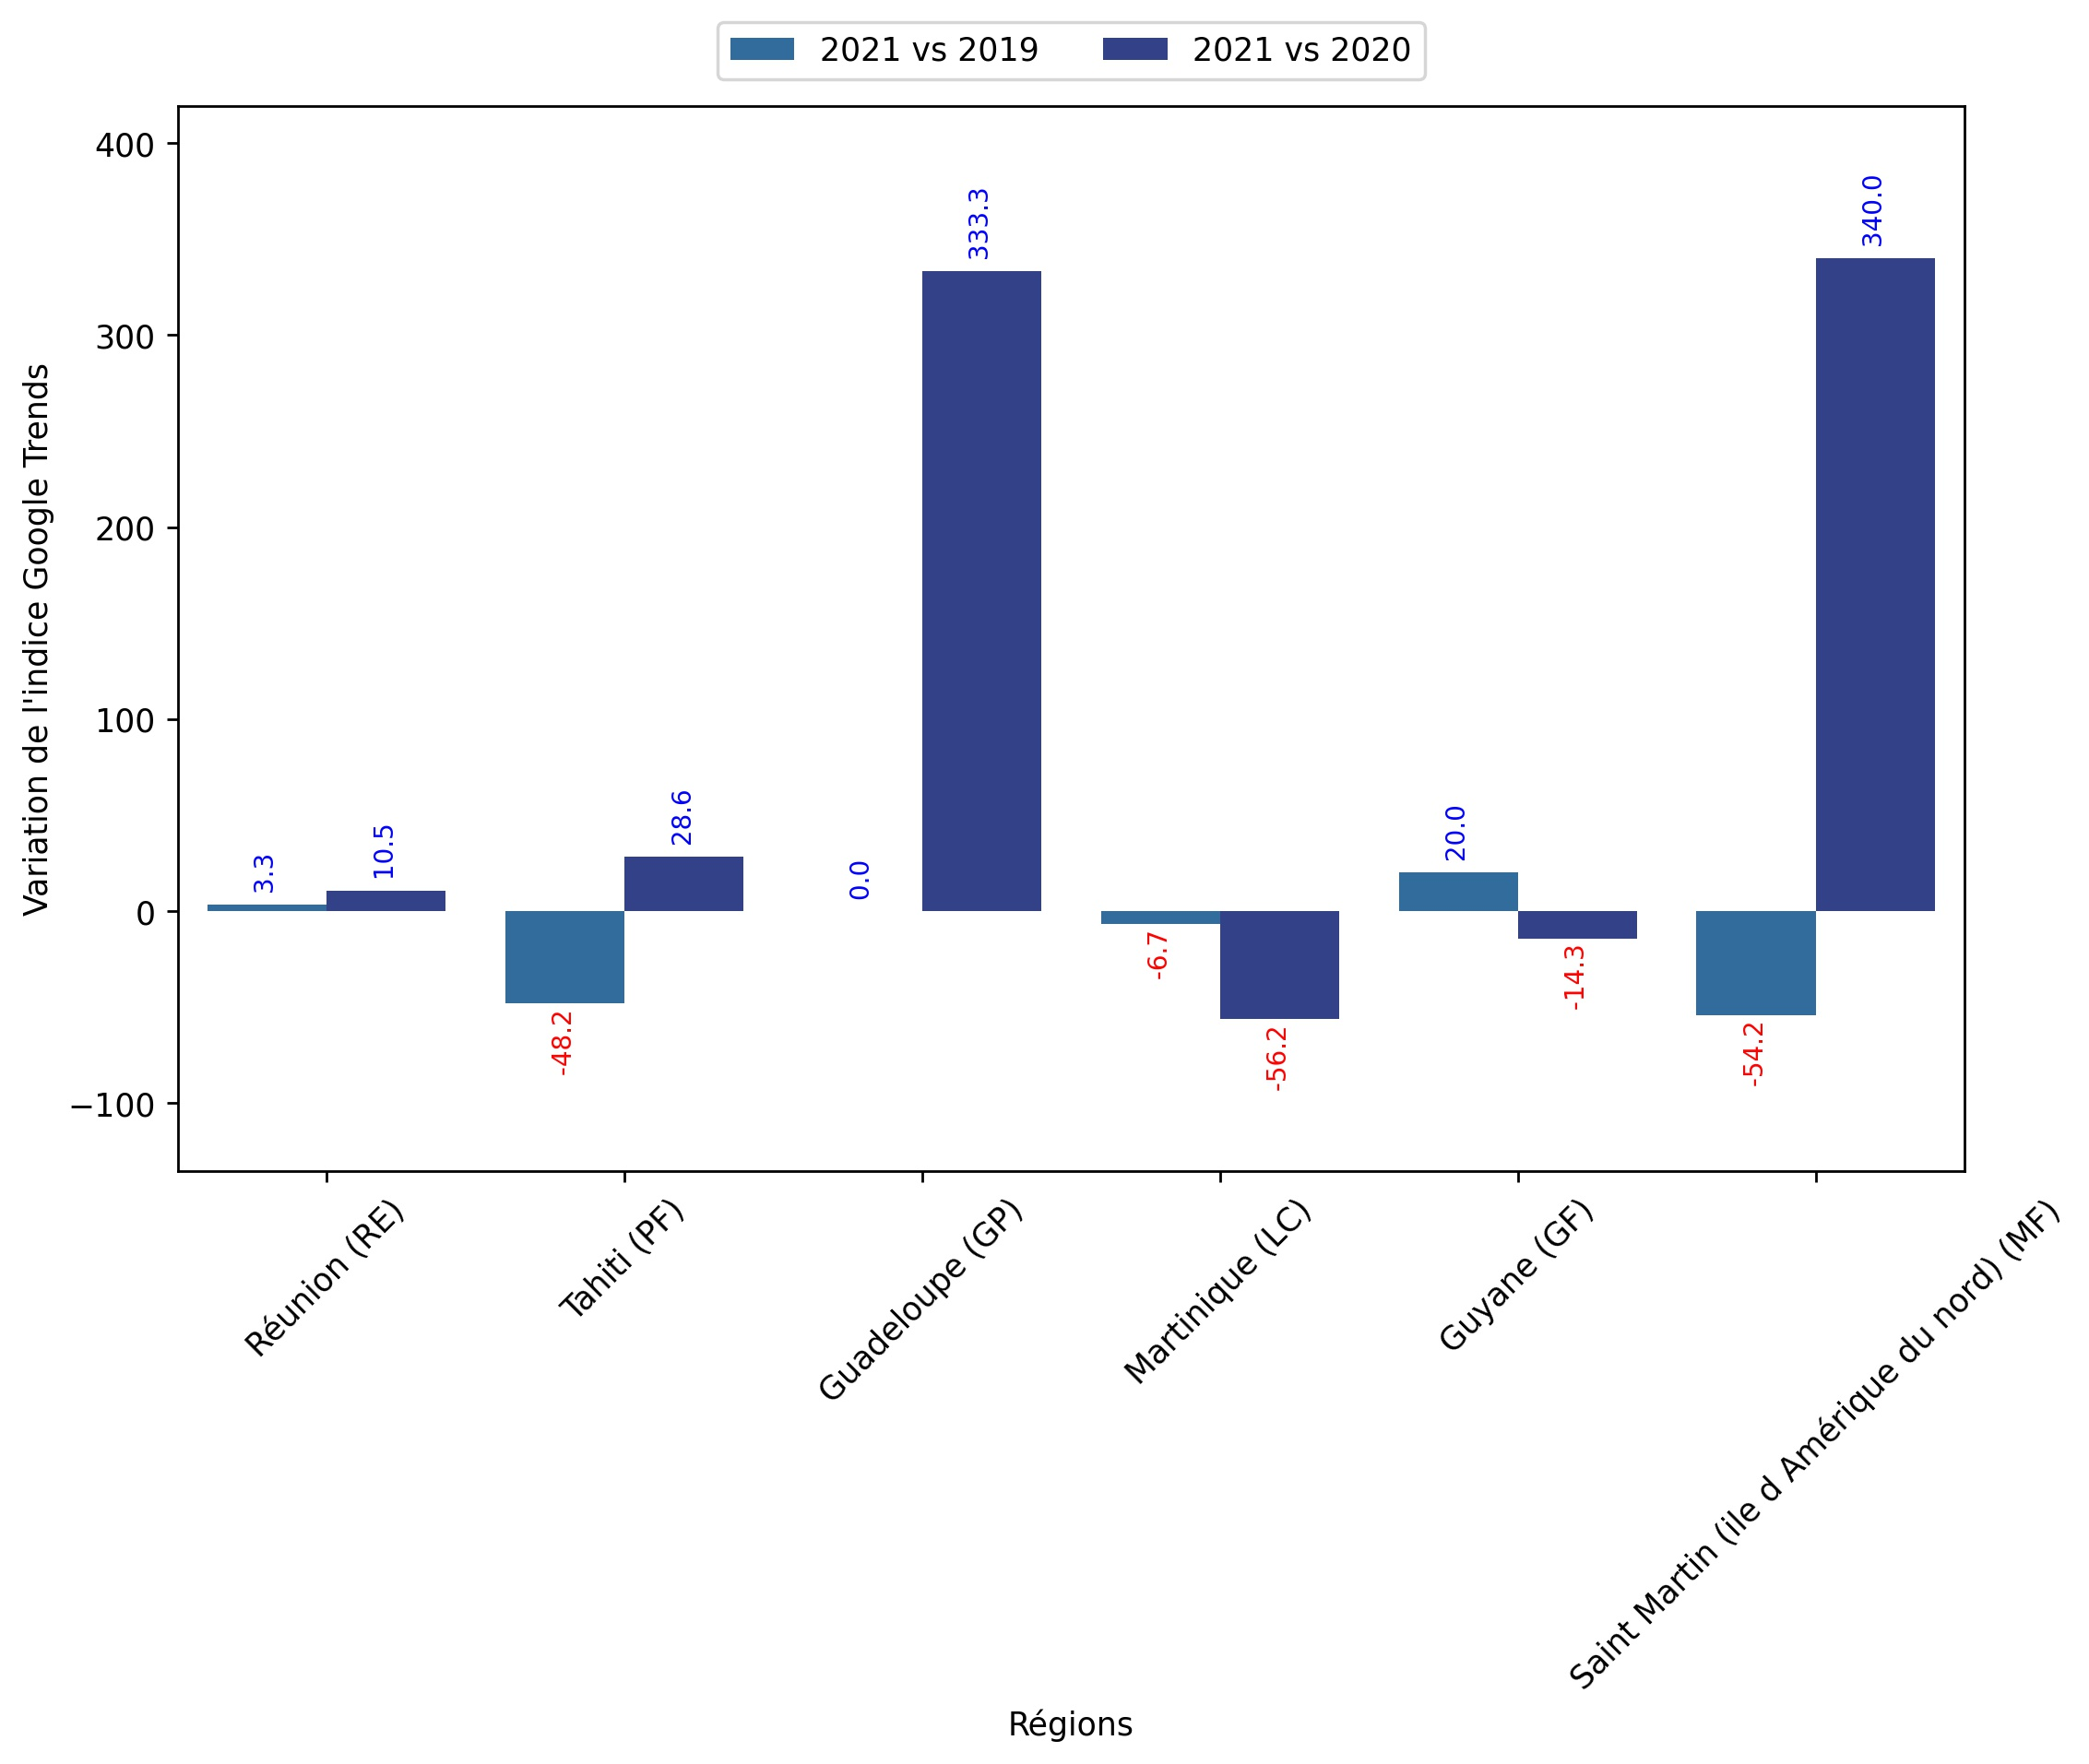 2021 vs 2019
2021 vs 2020
Variation de l'indice Google Trends
400
300
200
100
0
−100
3.3
10.5
-48.2
28.6
0.0
333.3
-6.7
-56.2
20.0
-14.3
-54.2
340.0
Réunion (RE)
Tahiti (PF)
Guadeloupe (GP)
Martinique (LC)
Guyane (GF)
Saint Martin (ile d Amérique du nord) (MF)
Régions